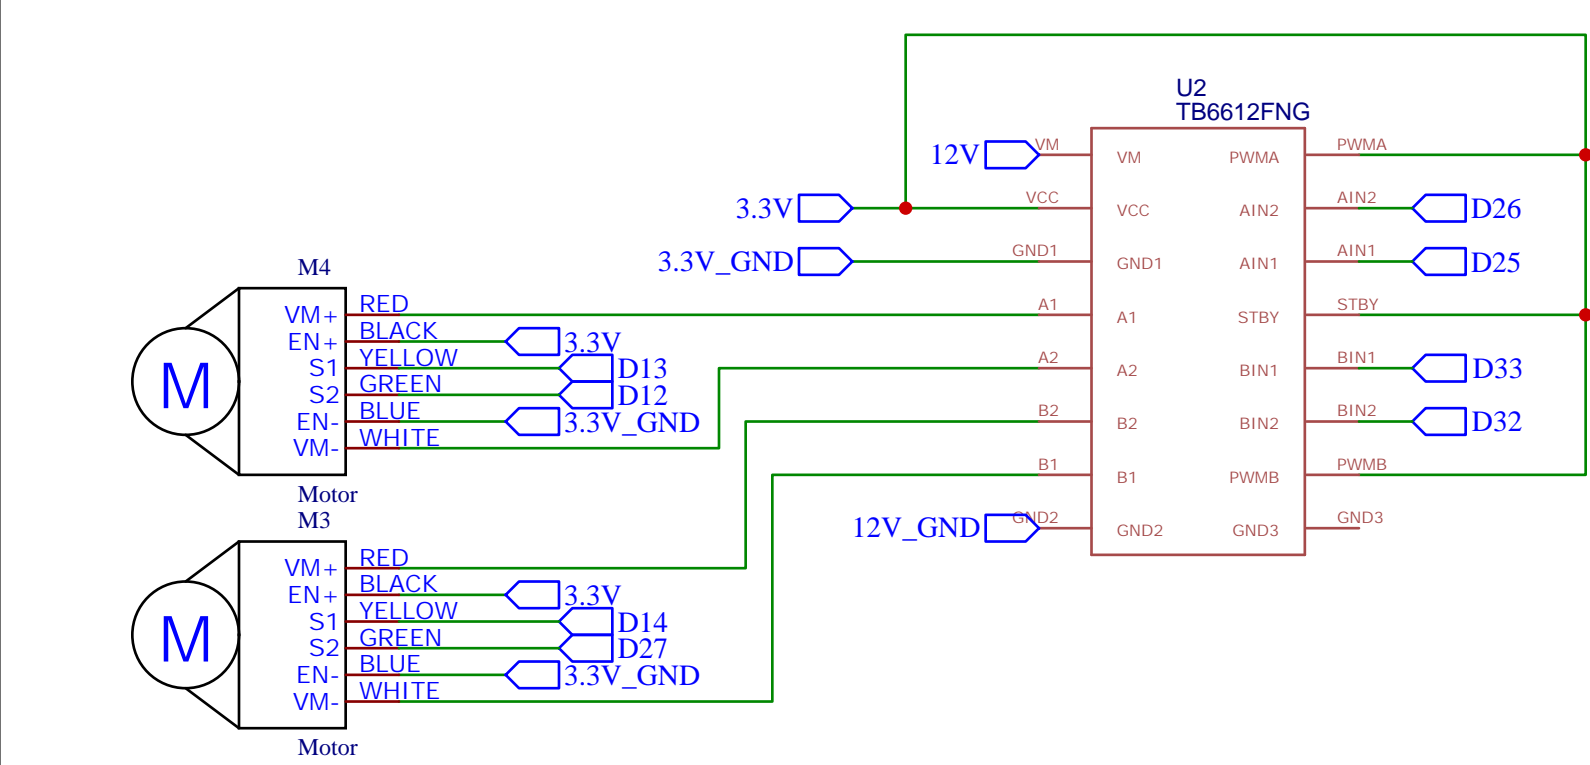 U2
TB6612FNG
12V VM VM PWMA PWMA
3.3V VCC VCC AIN2 AIN2 D26
3.3V_GND GND1 GND1 AIN1 AIN1 D25
A1 A1 STBY STBY
A2 A2 BIN1 BIN1 D33
B2 B2 BIN2 BIN2 D32
B1 B1 PWMB PWMB
12V_GND GND2 GND2 GND3 GND3
M4
M
VM+ RED
EN+ BLACK 3.3V
S1 YELLOW D13
S2 GREEN D12
EN- BLUE 3.3V_GND
VM- WHITE
Motor
M3
M
VM+ RED
EN+ BLACK 3.3V
S1 YELLOW D14
S2 GREEN D27
EN- BLUE 3.3V_GND
VM- WHITE
Motor